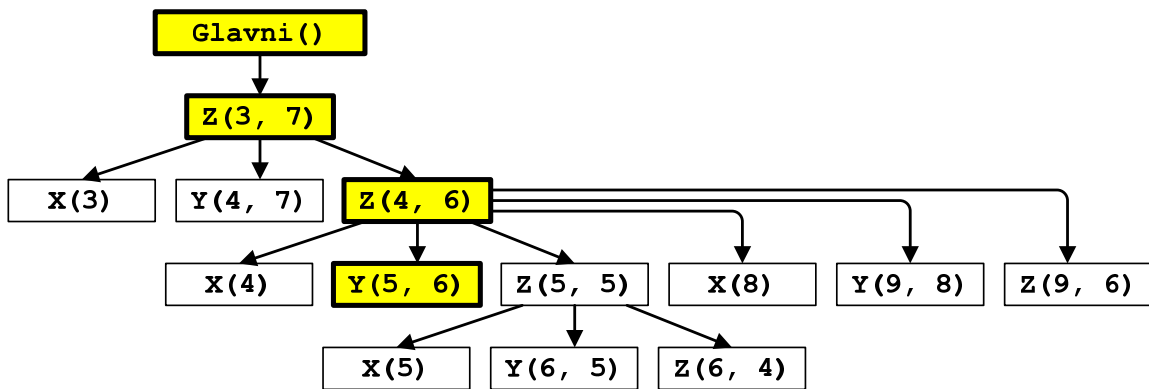 Glavni()
Z(3, 7)
X(3) Y(4, 7) Z(4, 6)
X(4) Y(5, 6) Z(5, 5) X(8) Y(9, 8) Z(9, 6)
X(5) Y(6, 5) Z(6, 4)